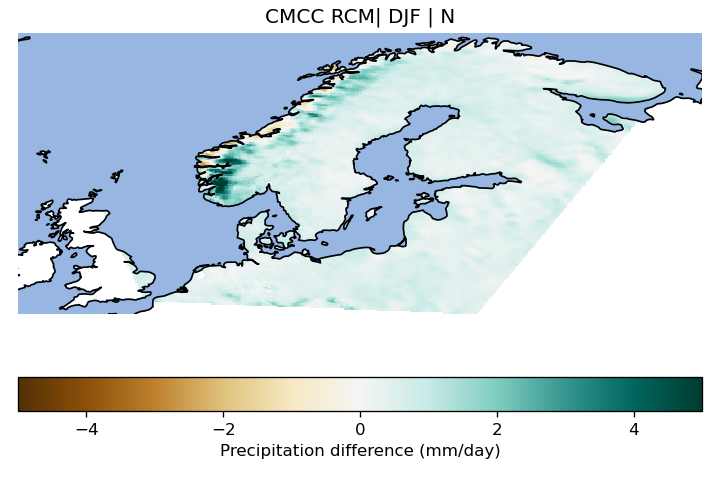 CMCC RCM| DJF | N
−4 −2 0 2 4
Precipitation difference (mm/day)